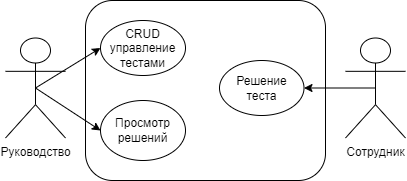 CRUD
управление
тестами
Решение
теста
Просмотр
решений
Руководство
Сотрудник